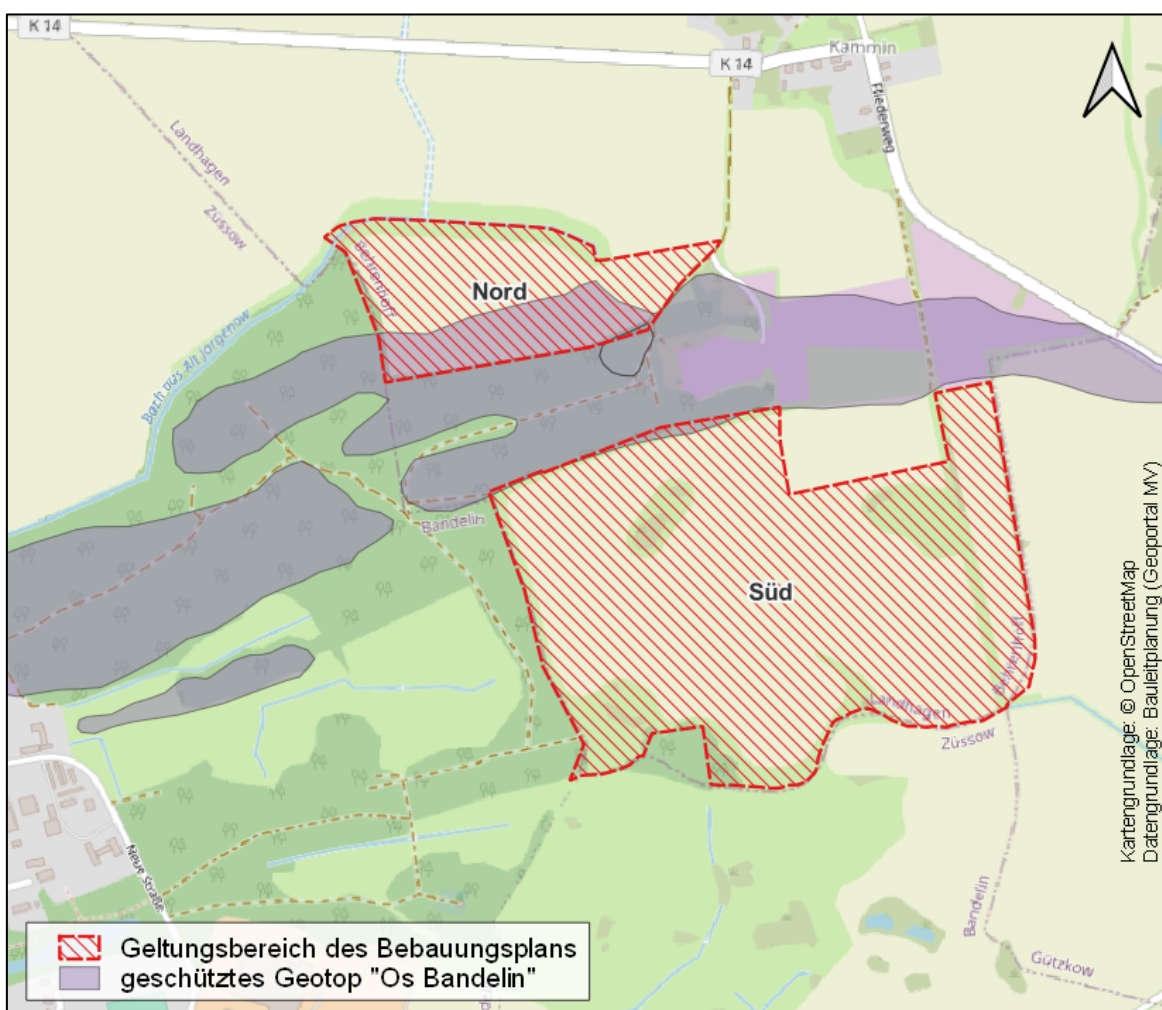 K 14
K 14
Kammin
Fliederweg
Landhagen
Züssow
Behrenhoff
Nord
Bach aus Alt Jargenow
Bandelin
Süd
Behrenhoff
Landhagen
Züssow
Neue Straße
Bandelin
Gützkow
Kartengrundlage: © OpenStreetMap
Datengrundlage: Bauleitplanung (Geoportal MV)
Geltungsbereich des Bebauungsplans
geschütztes Geotop "Os Bandelin"